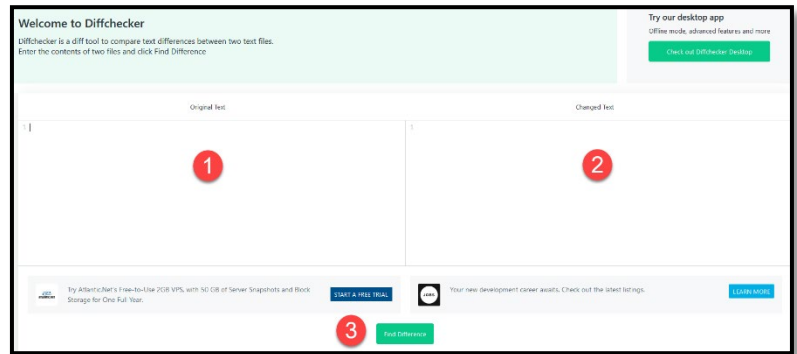 Welcome to Diffchecker
Diffchecker is a diff tool to compare text differences between two text files.
Enter the contents of two files and click Find Difference
Try our desktop app
Offline mode, advanced features and more
Check out Diffchecker Desktop
Original Text
Changed Text
1
1
1
2
Try Atlantic.Net's Free-to-Use 2GB VPS, with 50 GB of Server Snapshots and Block
Storage for One Full Year.
START A FREE TRIAL
Your new development career awaits. Check out the latest listings.
LEARN MORE
3
Find Difference